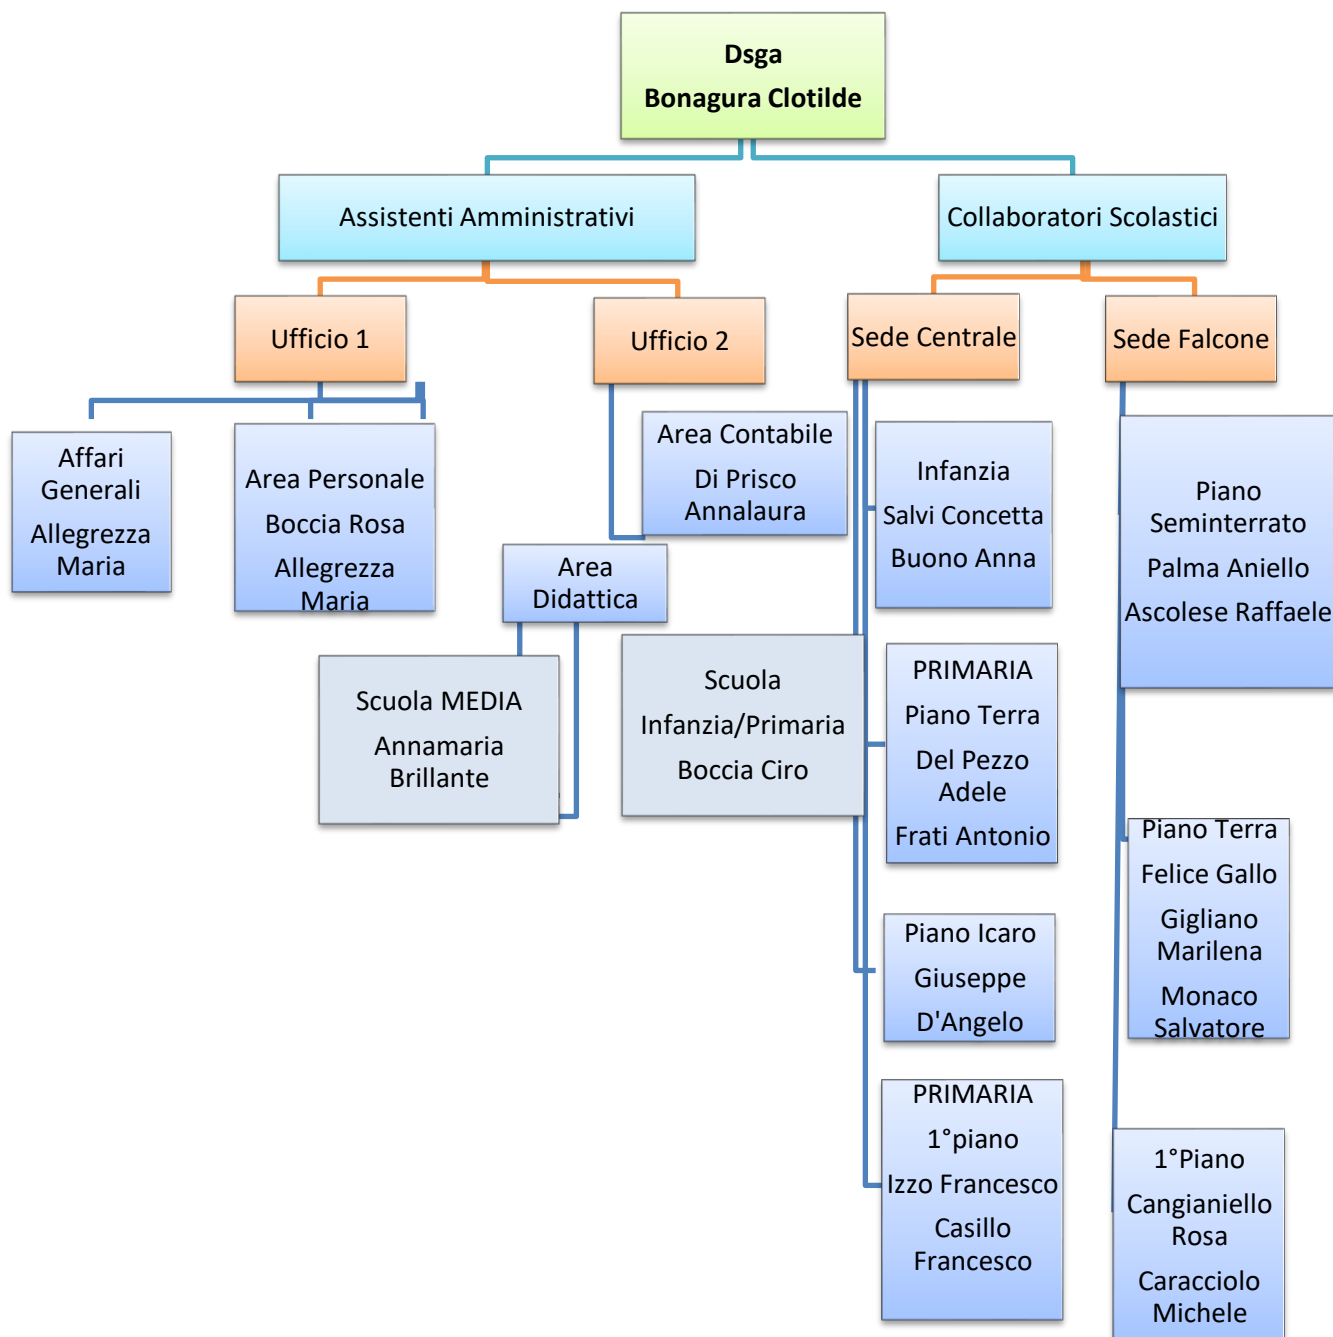 Dsga
Bonagura Clotilde
Assistenti Amministrativi
Collaboratori Scolastici
Ufficio 1
Ufficio 2
Sede Centrale
Sede Falcone
Affari
Generali
Allegrezza
Maria
Area Personale
Boccia Rosa
Allegrezza
Maria
Area Contabile
Di Prisco
Annalaura
Area
Didattica
Scuola MEDIA
Annamaria
Brillante
Scuola
Infanzia/Primaria
Boccia Ciro
Infanzia
Salvi Concetta
Buono Anna
PRIMARIA
Piano Terra
Del Pezzo
Adele
Frati Antonio
Piano Icaro
Giuseppe
D'Angelo
PRIMARIA
1°piano
Izzo Francesco
Casillo
Francesco
Piano
Seminterrato
Palma Aniello
Ascolese Raffaele
Piano Terra
Felice Gallo
Gigliano
Marilena
Monaco
Salvatore
1°Piano
Cangianiello
Rosa
Caracciolo
Michele